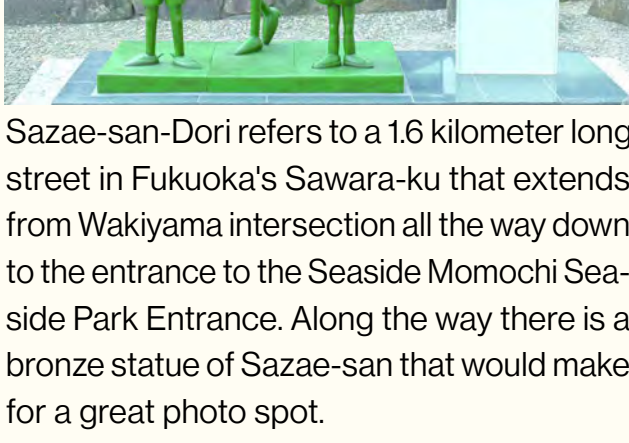 Sazae-san-Dori refers to a 1.6 kilometer long
street in Fukuoka's Sawara-ku that extends
from Wakiyama intersection all the way down
to the entrance to the Seaside Momochi Sea-
side Park Entrance. Along the way there is a
bronze statue of Sazae-san that would make
for a great photo spot.